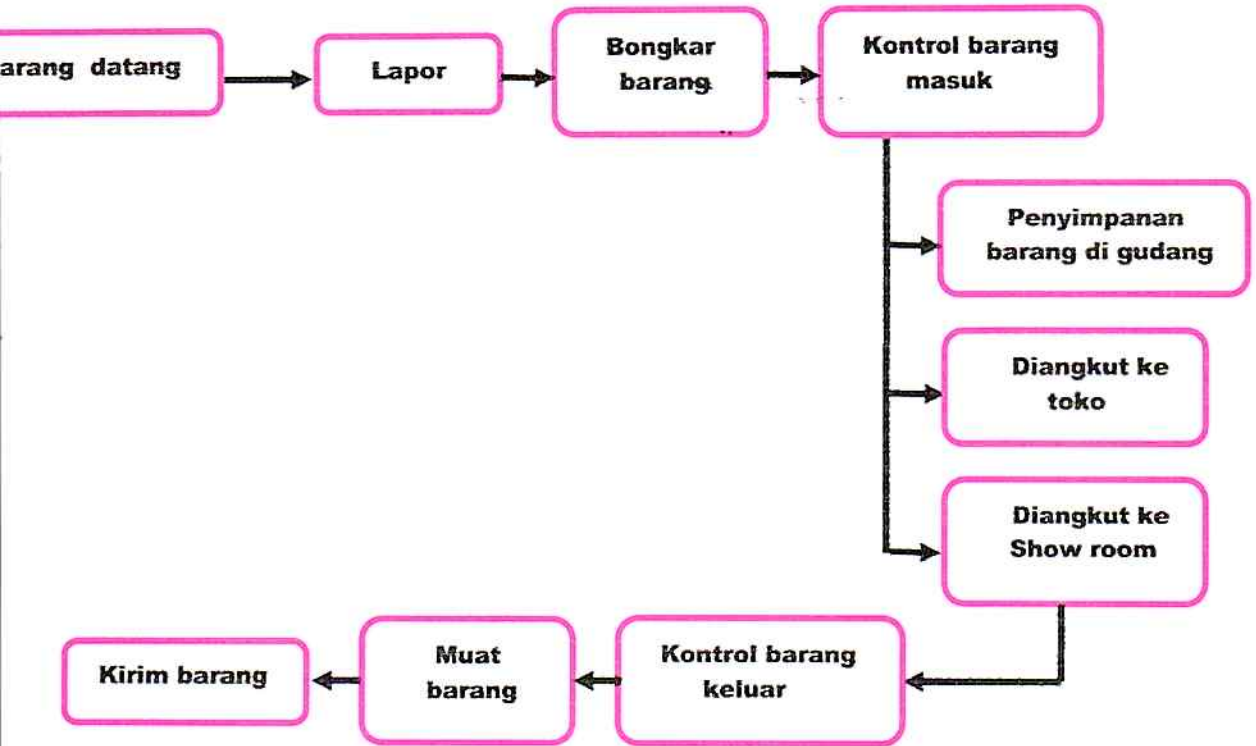 arang datang
Lapor
Bongkar
barang
Kontrol barang
masuk
Penyimpanan
barang di gudang
Diangkut ke
toko
Diangkut ke
Show room
Kontrol barang
keluar
Muat
barang
Kirim barang